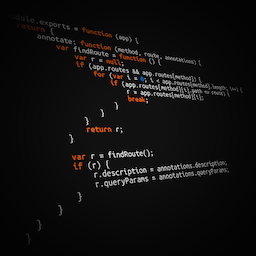 module.exports = function (app) {
return {
annotate: function (method, route, annotations) {
var findRoute = function () {
var r = null;
if (app.routes && app.routes[method]) {
for (var i = 0; i < app.routes[method].length; i++) {
if (app.routes[method][i].path == route) {
r = app.routes[method][i];
break;
}
}
}
return r;
}
var r = findRoute();
if (r) {
r.description = annotations.description;
r.queryParams = annotations.queryParams;
}
}
}
}